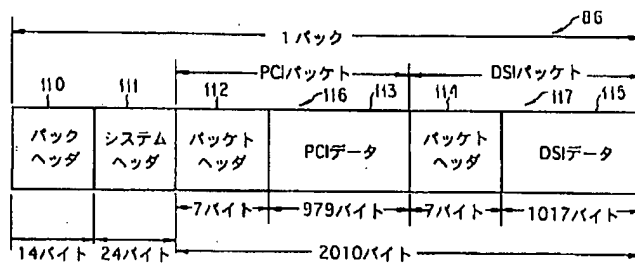 86
1パック
PCIパケット
DSIパケット
110
111
112
116
113
114
117
115
パック
ヘッダ
システム
ヘッダ
パケット
ヘッダ
PCIデータ
パケット
ヘッダ
DSIデータ
7バイト
979バイト
7バイト
1017バイト
14バイト
24バイト
2010バイト